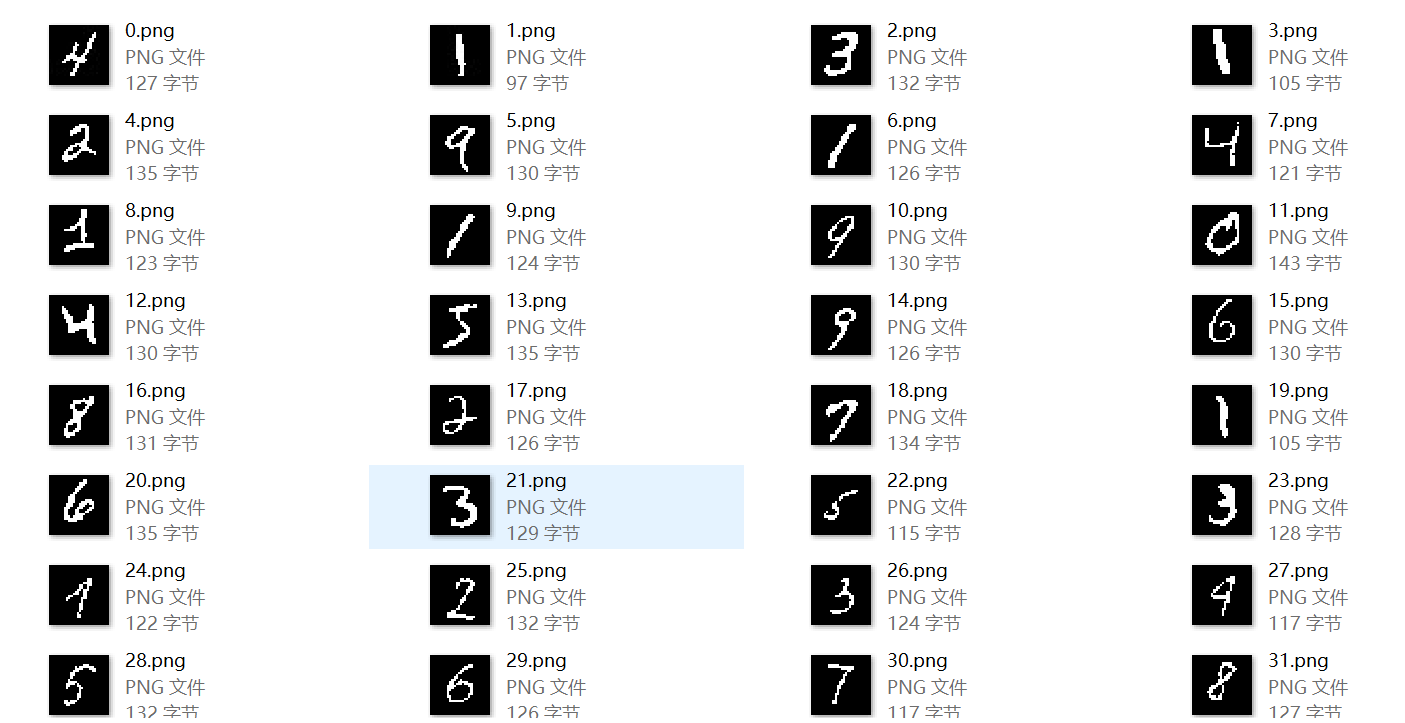 4 0.png 1 1.png 3 2.png 1 3.png
PNG 文件 PNG 文件 PNG 文件 PNG 文件
127 字节 97 字节 132 字节 105 字节
2 4.png 9 5.png 1 6.png 4 7.png
PNG 文件 PNG 文件 PNG 文件 PNG 文件
135 字节 130 字节 126 字节 121 字节
1 8.png 1 9.png 9 10.png 0 11.png
PNG 文件 PNG 文件 PNG 文件 PNG 文件
123 字节 124 字节 130 字节 143 字节
4 12.png 5 13.png 9 14.png 6 15.png
PNG 文件 PNG 文件 PNG 文件 PNG 文件
130 字节 135 字节 126 字节 130 字节
8 16.png 2 17.png 7 18.png 1 19.png
PNG 文件 PNG 文件 PNG 文件 PNG 文件
131 字节 126 字节 134 字节 105 字节
6 20.png 3 21.png 5 22.png 3 23.png
PNG 文件 PNG 文件 PNG 文件 PNG 文件
135 字节 129 字节 115 字节 128 字节
24.png 2 25.png 3 26.png 27.png
PNG 文件 PNG 文件 PNG 文件 PNG 文件
122 字节 132 字节 124 字节 117 字节
5 28.png 6 29.png 7 30.png 8 31.png
PNG 文件 PNG 文件 PNG 文件 PNG 文件
132 字节 126 字节 117 字节 127 字节